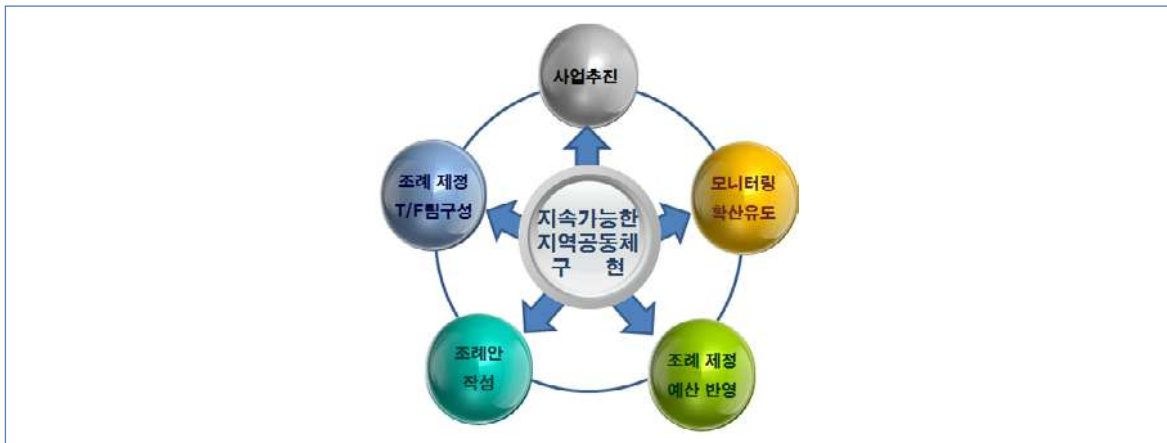 사업추진
조례 제정
T/F팀구성
모니터링
확산유도
지속가능한
지역공동체
구 현
조례안
작성
조례 제정
예산 반영